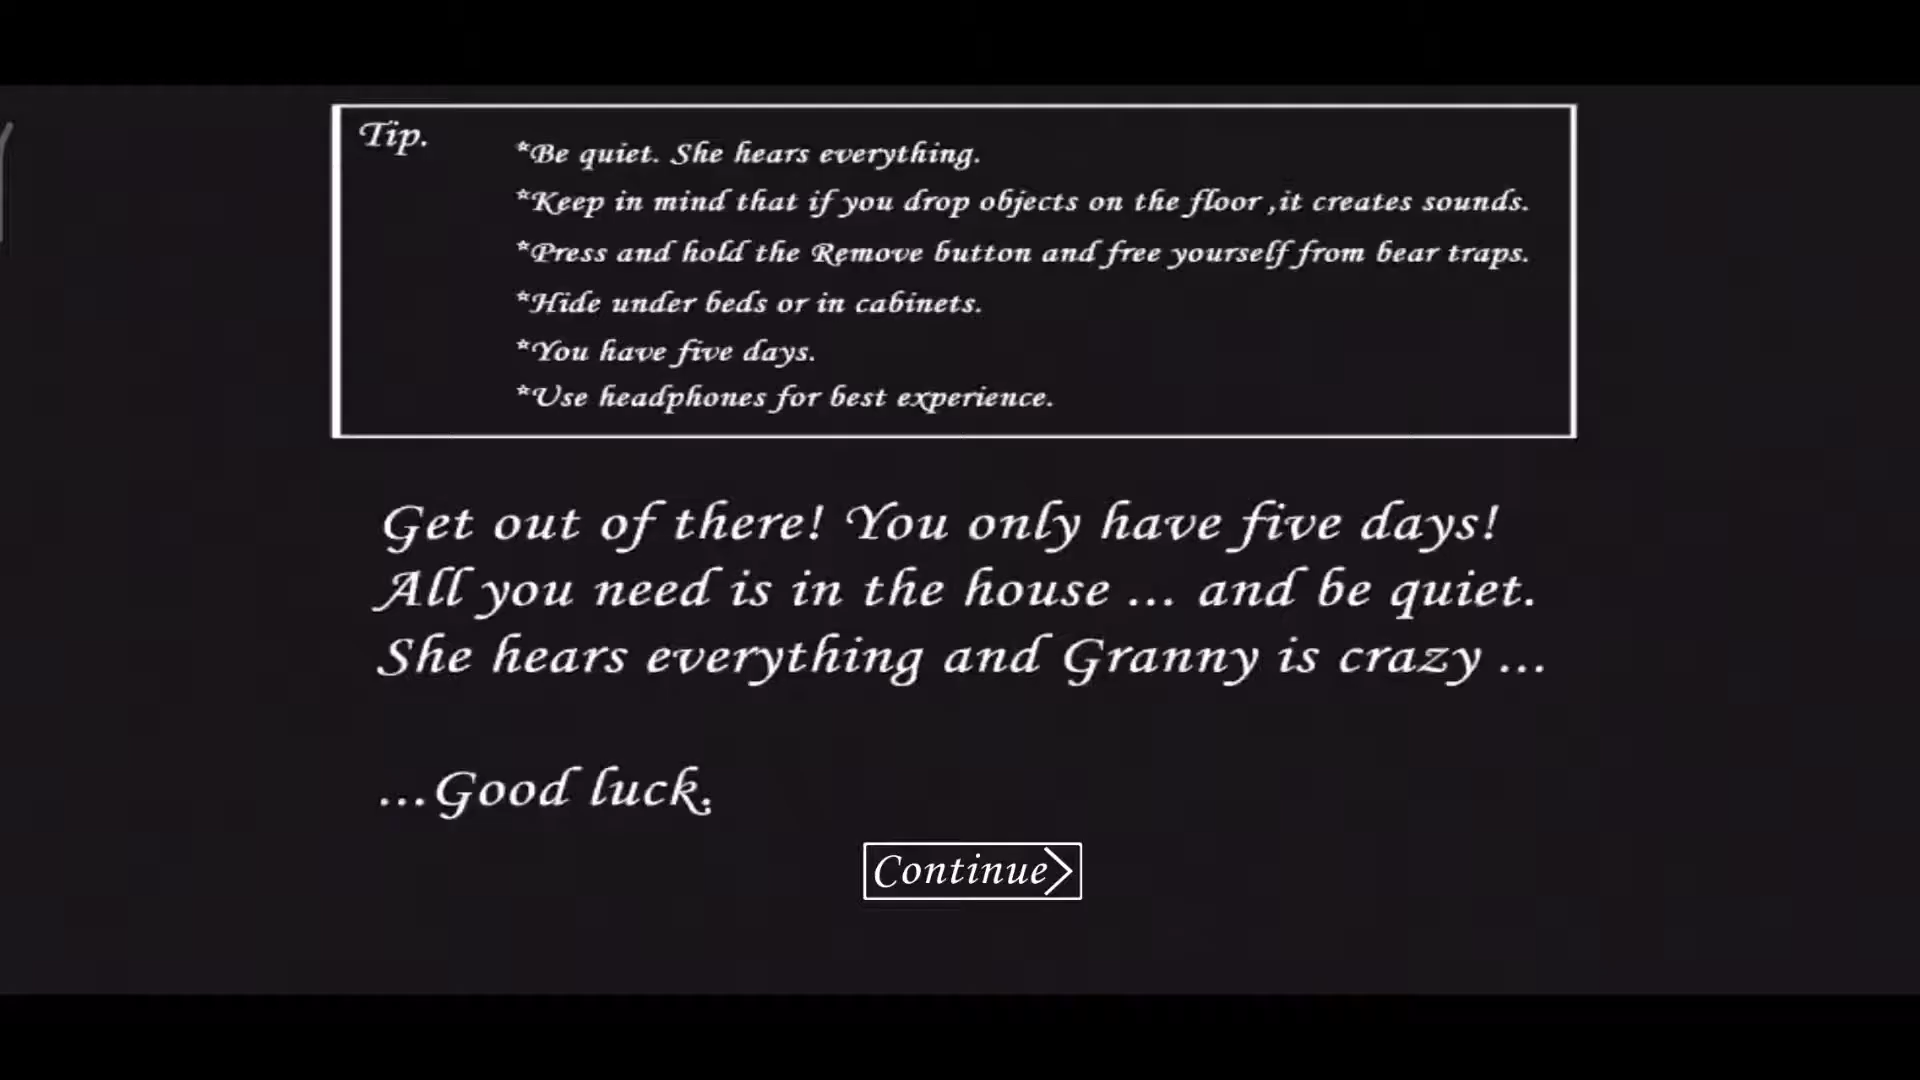 Tip.
*Be quiet. She hears everything.
*Keep in mind that if you drop objects on the floor ,it creates sounds.
*Press and hold the Remove button and free yourself from bear traps.
*Hide under beds or in cabinets.
*You have five days.
*Use headphones for best experience.
Get out of there! You only have five days!
All you need is in the house ... and be quiet.
She hears everything and Granny is crazy ...
...Good luck.
Continue>